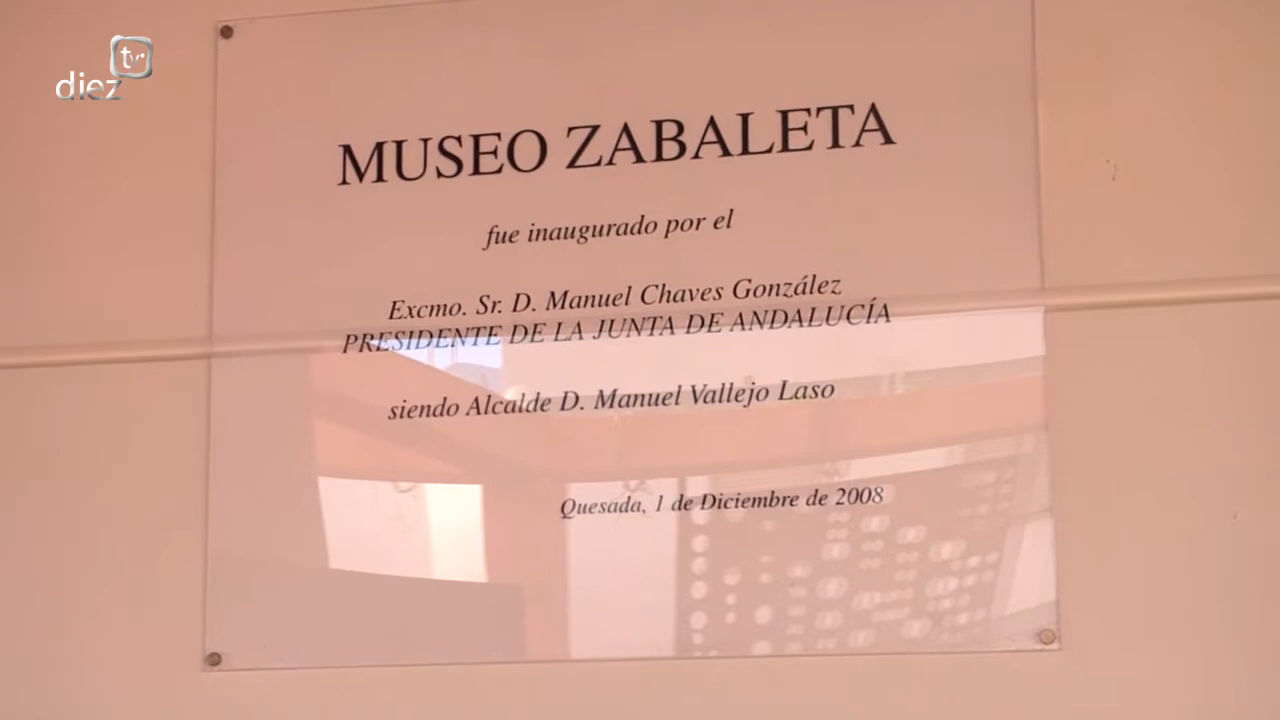 diez tv
MUSEO ZABALETA
fue inaugurado por el
Excmo. Sr. D. Manuel Chaves González
PRESIDENTE DE LA JUNTA DE ANDALUCÍA
siendo Alcalde D. Manuel Vallejo Laso
Quesada, 1 de Diciembre de 2008